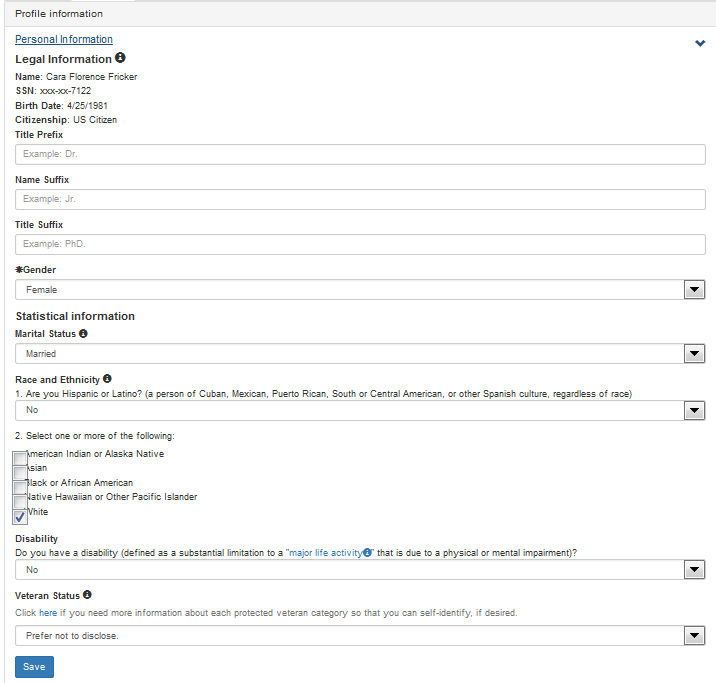 Profile information
Personal Information
Legal Information
Name: Cara Florence Fricker
SSN: xxx-xx-7122
Birth Date: 4/25/1981
Citizenship: US Citizen
Title Prefix
Example: Dr.
Name Suffix
Example: Jr.
Title Suffix
Example: PhD.
✱Gender
Female
Statistical information
Marital Status
Married
Race and Ethnicity
1. Are you Hispanic or Latino? (a person of Cuban, Mexican, Puerto Rican, South or Central American, or other Spanish culture, regardless of race)
No
2. Select one or more of the following:
American Indian or Alaska Native
Asian
Black or African American
Native Hawaiian or Other Pacific Islander
White
Disability
Do you have a disability (defined as a substantial limitation to a "major life activity" that is due to a physical or mental impairment)?
No
Veteran Status
Click here if you need more information about each protected veteran category so that you can self-identify, if desired.
Prefer not to disclose.
Save